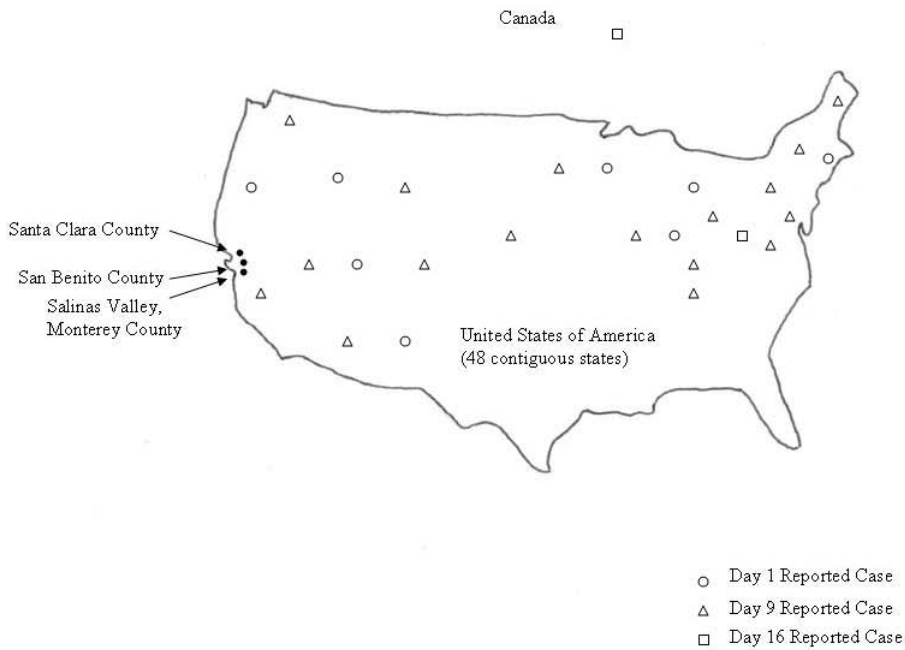 Canada
Santa Clara County
San Benito County
Salinas Valley,
Monterey County
United States of America
(48 contiguous states)
Day 1 Reported Case
Day 9 Reported Case
Day 16 Reported Case